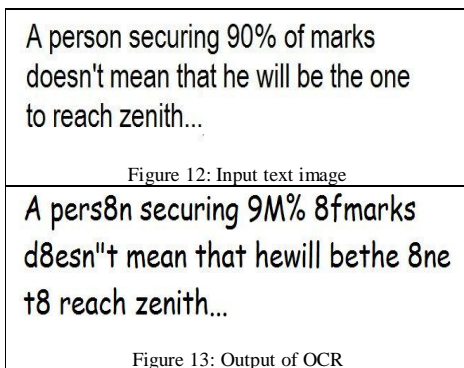 A person securing 90% of marks
doesn't mean that he will be the one
to reach zenith...
Figure 12: Input text image
A pers8n securing 9M% 8fmarks
d8esn"t mean that hewill bethe 8ne
t8 reach zenith...
Figure 13: Output of OCR